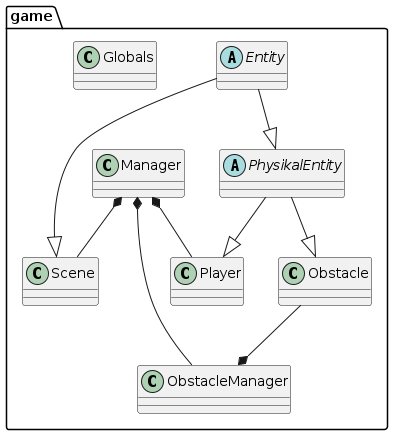 game
C Globals
A Entity
C Manager
A PhysikalEntity
C Scene
C Player
C Obstacle
C ObstacleManager